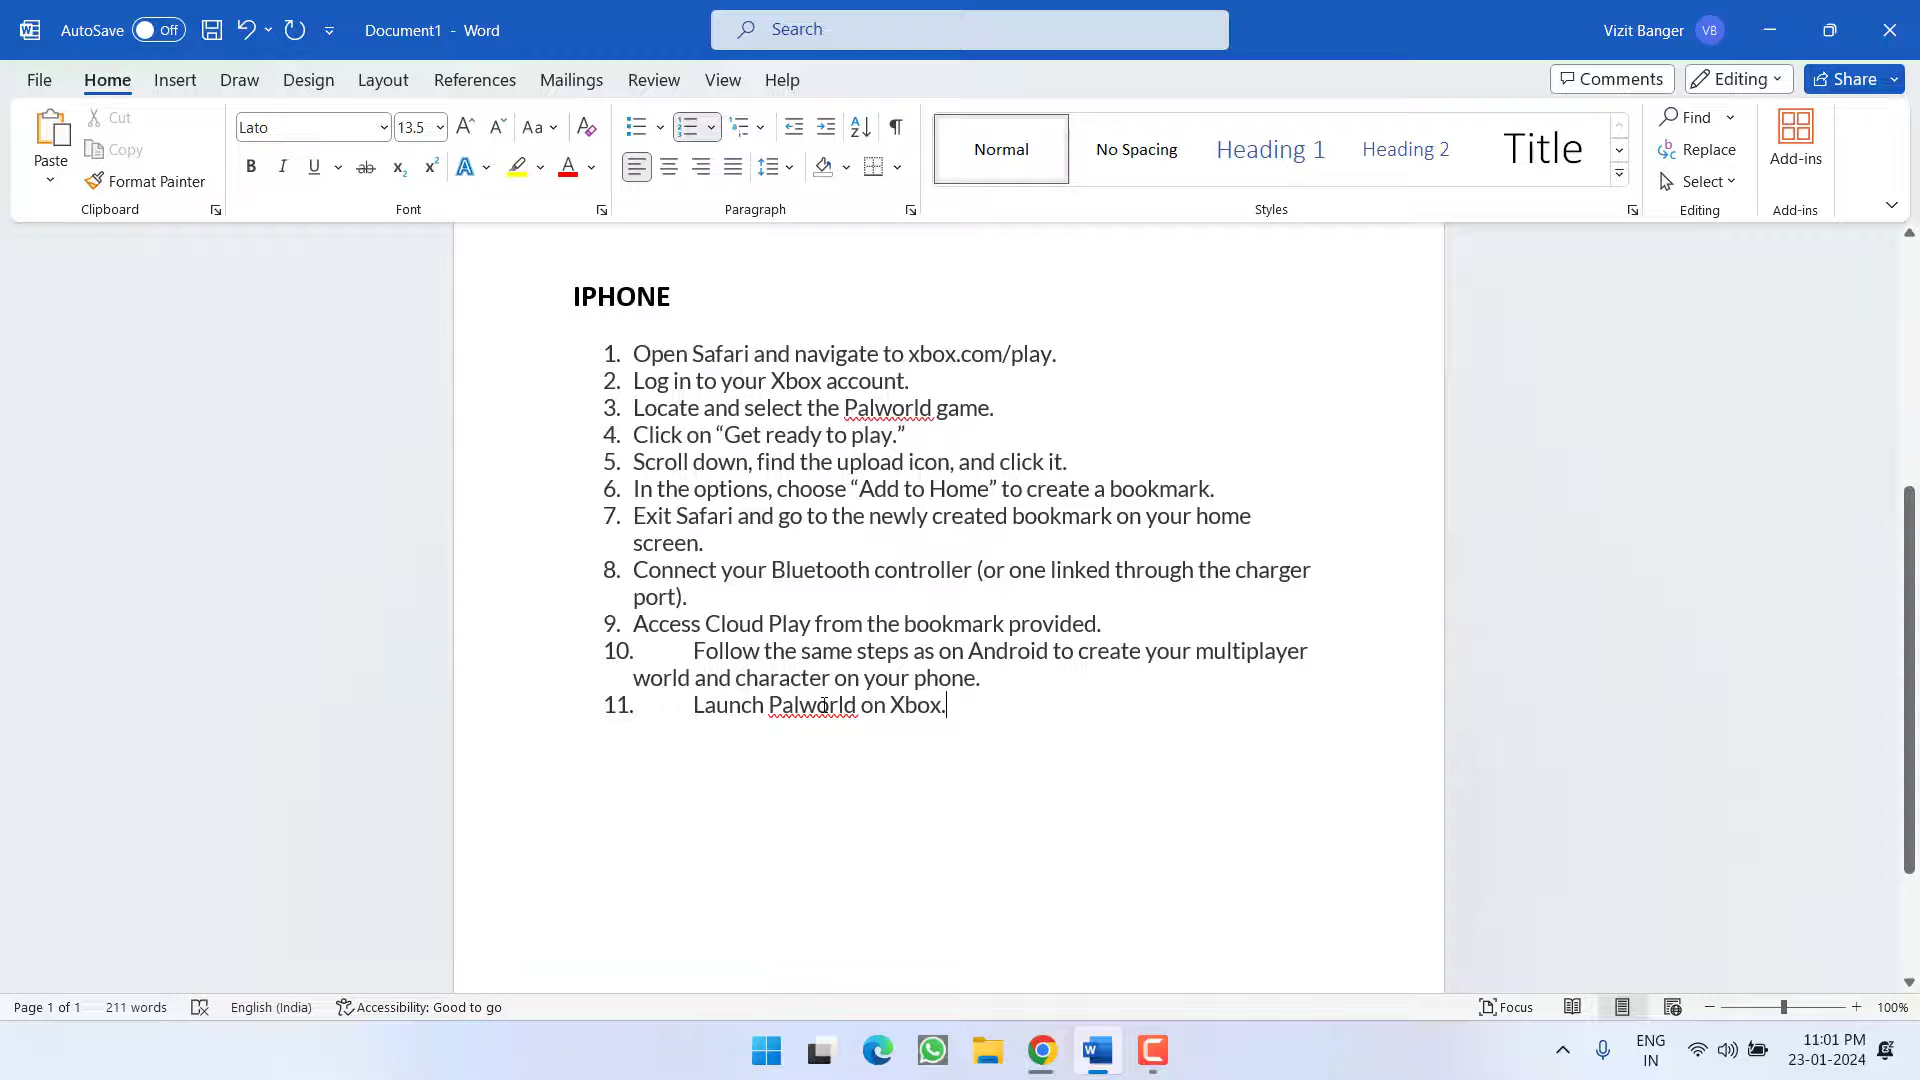 AutoSave Off Document1 - Word Search Vizit Banger VB
File Home Insert Draw Design Layout References Mailings Review View Help Comments Editing Share
Paste Cut Copy Format Painter Clipboard
Lato 13.5 Aa
B I U ab x₂ x² A A
Font
Paragraph
Normal No Spacing Heading 1 Heading 2 Title
Styles
Find
Replace
Select
Editing
Add-ins
Add-ins
IPHONE
1. Open Safari and navigate to xbox.com/play.
2. Log in to your Xbox account.
3. Locate and select the Palworld game.
4. Click on “Get ready to play.”
5. Scroll down, find the upload icon, and click it.
6. In the options, choose “Add to Home” to create a bookmark.
7. Exit Safari and go to the newly created bookmark on your home
screen.
8. Connect your Bluetooth controller (or one linked through the charger
port).
9. Access Cloud Play from the bookmark provided.
10. Follow the same steps as on Android to create your multiplayer
world and character on your phone.
11. Launch Palworld on Xbox.
Page 1 of 1 211 words English (India) Accessibility: Good to go Focus 100%
ENG
IN
11:01 PM
23-01-2024